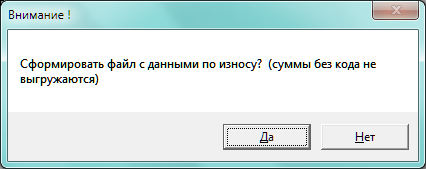 Внимание !
Сформировать файл с данными по износу?  (суммы без кода не
выгружаются)
Да
Нет